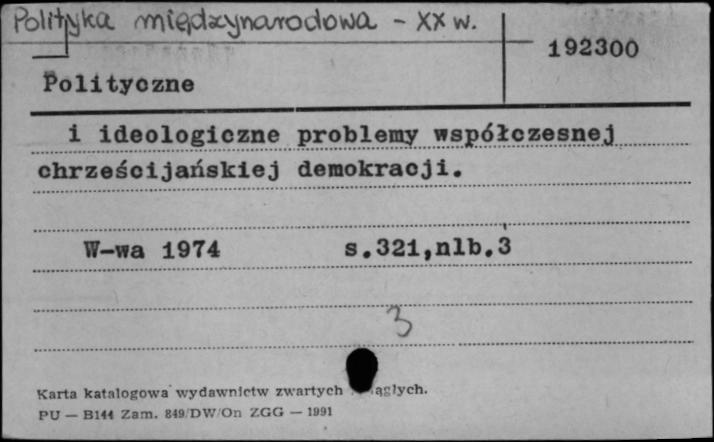 Polityka międzynarodowa - XX w.
192300
Polityczne
i ideologiczne problemy współczesnej
chrześcijańskiej demokracji.
W-wa 1974 s.321,nlb.3
3
Karta katalogowa wydawnictw zwartych
PU — B144 Zam. 849/DW/On ZGG — 1991